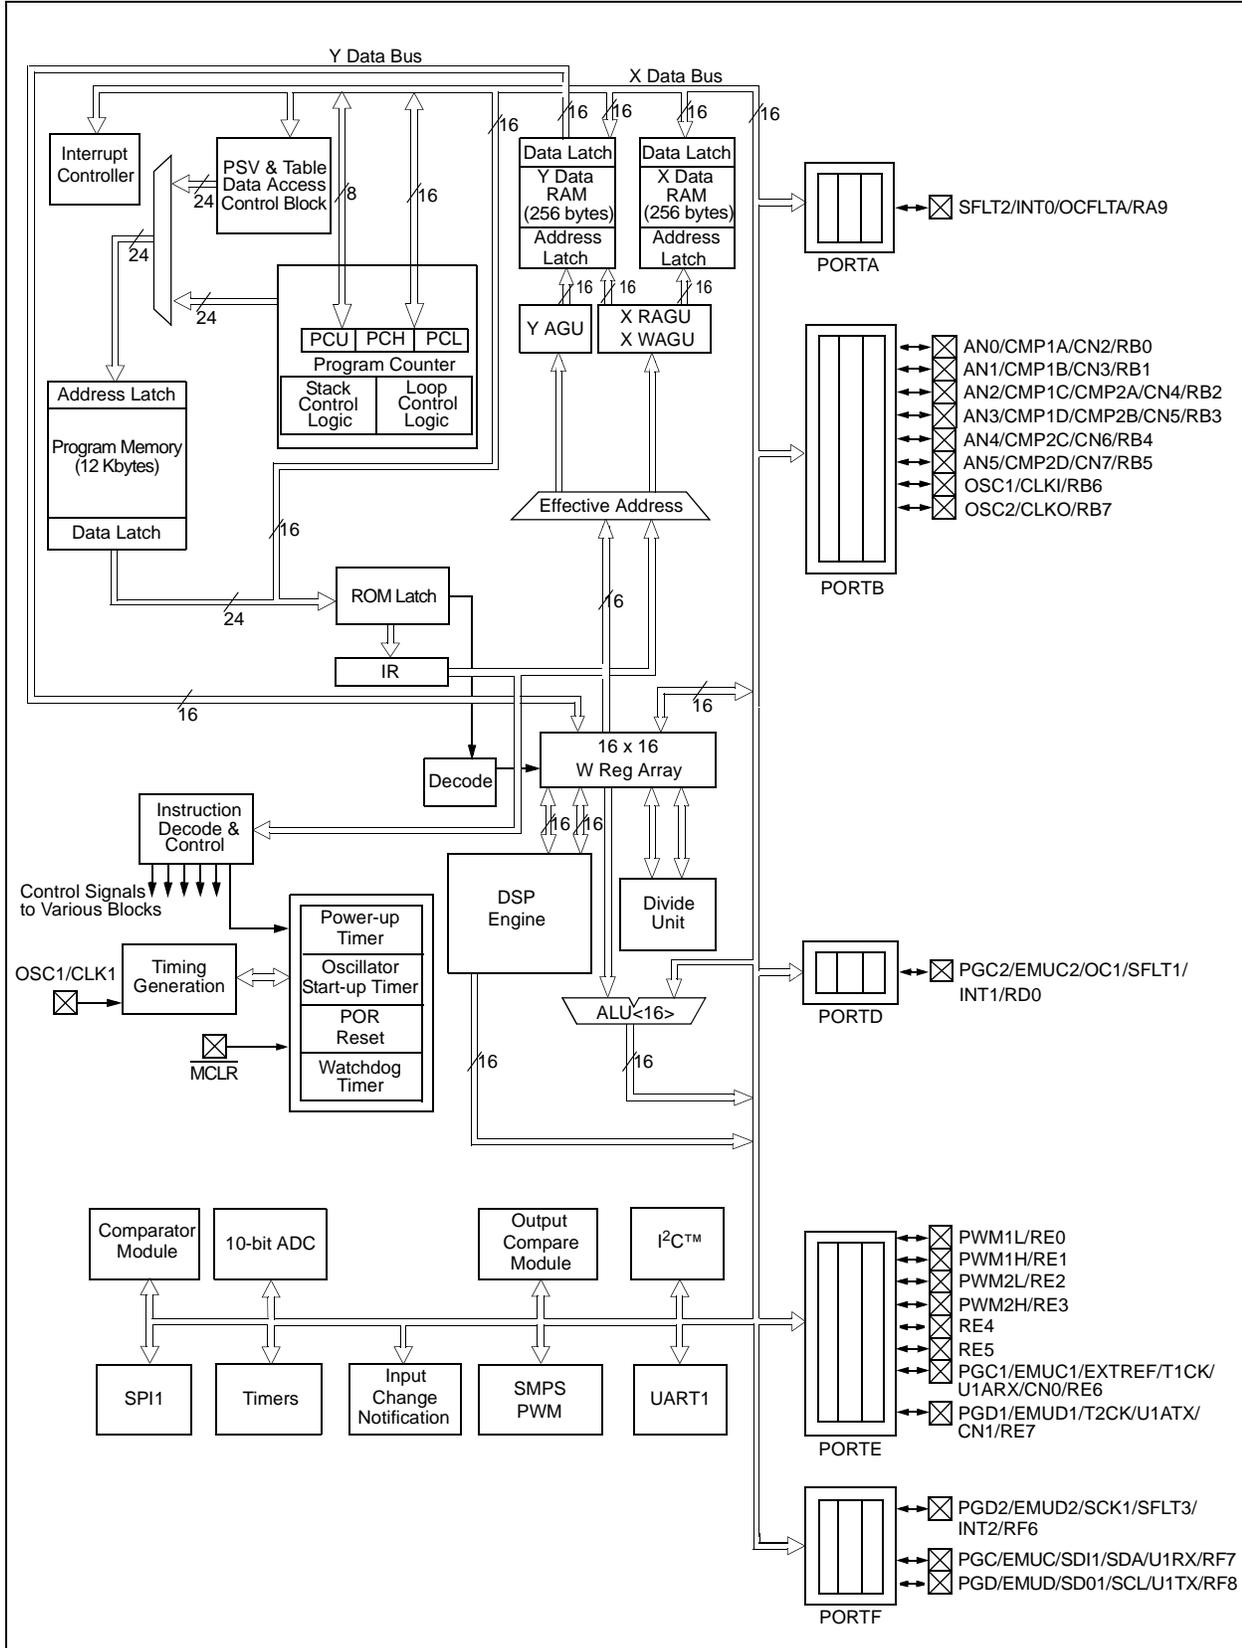 Y Data Bus
X Data Bus
16
16
16
16
16
Interrupt
Controller
PSV & Table
Data Access
Control Block
24
8
16
24
24
Data Latch
Y Data
RAM
(256 bytes)
Address
Latch
Data Latch
X Data
RAM
(256 bytes)
Address
Latch
16
16
16
Y AGU
X RAGU
X WAGU
PCU
PCH
PCL
Program Counter
Stack
Control
Logic
Loop
Control
Logic
Address Latch
Program Memory
(12 Kbytes)
Data Latch
16
24
Effective Address
16
ROM Latch
IR
16
16
16 x 16
W Reg Array
Decode
Instruction
Decode &
Control
Control Signals
to Various Blocks
16
16
DSP
Engine
Divide
Unit
Power-up
Timer
Oscillator
Start-up Timer
POR
Reset
Watchdog
Timer
OSC1/CLK1
Timing
Generation
MCLR
ALU<16>
16
16
Comparator
Module
10-bit ADC
Output
Compare
Module
I2C™
SPI1
Timers
Input
Change
Notification
SMPS
PWM
UART1
SFLT2/INT0/OCFLTA/RA9
PORTA
AN0/CMP1A/CN2/RB0
AN1/CMP1B/CN3/RB1
AN2/CMP1C/CMP2A/CN4/RB2
AN3/CMP1D/CMP2B/CN5/RB3
AN4/CMP2C/CN6/RB4
AN5/CMP2D/CN7/RB5
OSC1/CLKI/RB6
OSC2/CLKO/RB7
PORTB
PGC2/EMUC2/OC1/SFLT1/
INT1/RD0
PORTD
PWM1L/RE0
PWM1H/RE1
PWM2L/RE2
PWM2H/RE3
RE4
RE5
PGC1/EMUC1/EXTREF/T1CK/
U1ARX/CN0/RE6
PGD1/EMUD1/T2CK/U1ATX/
CN1/RE7
PORTE
PGD2/EMUD2/SCK1/SFLT3/
INT2/RF6
PGC/EMUC/SDI1/SDA/U1RX/RF7
PGD/EMUD/SD01/SCL/U1TX/RF8
PORTF